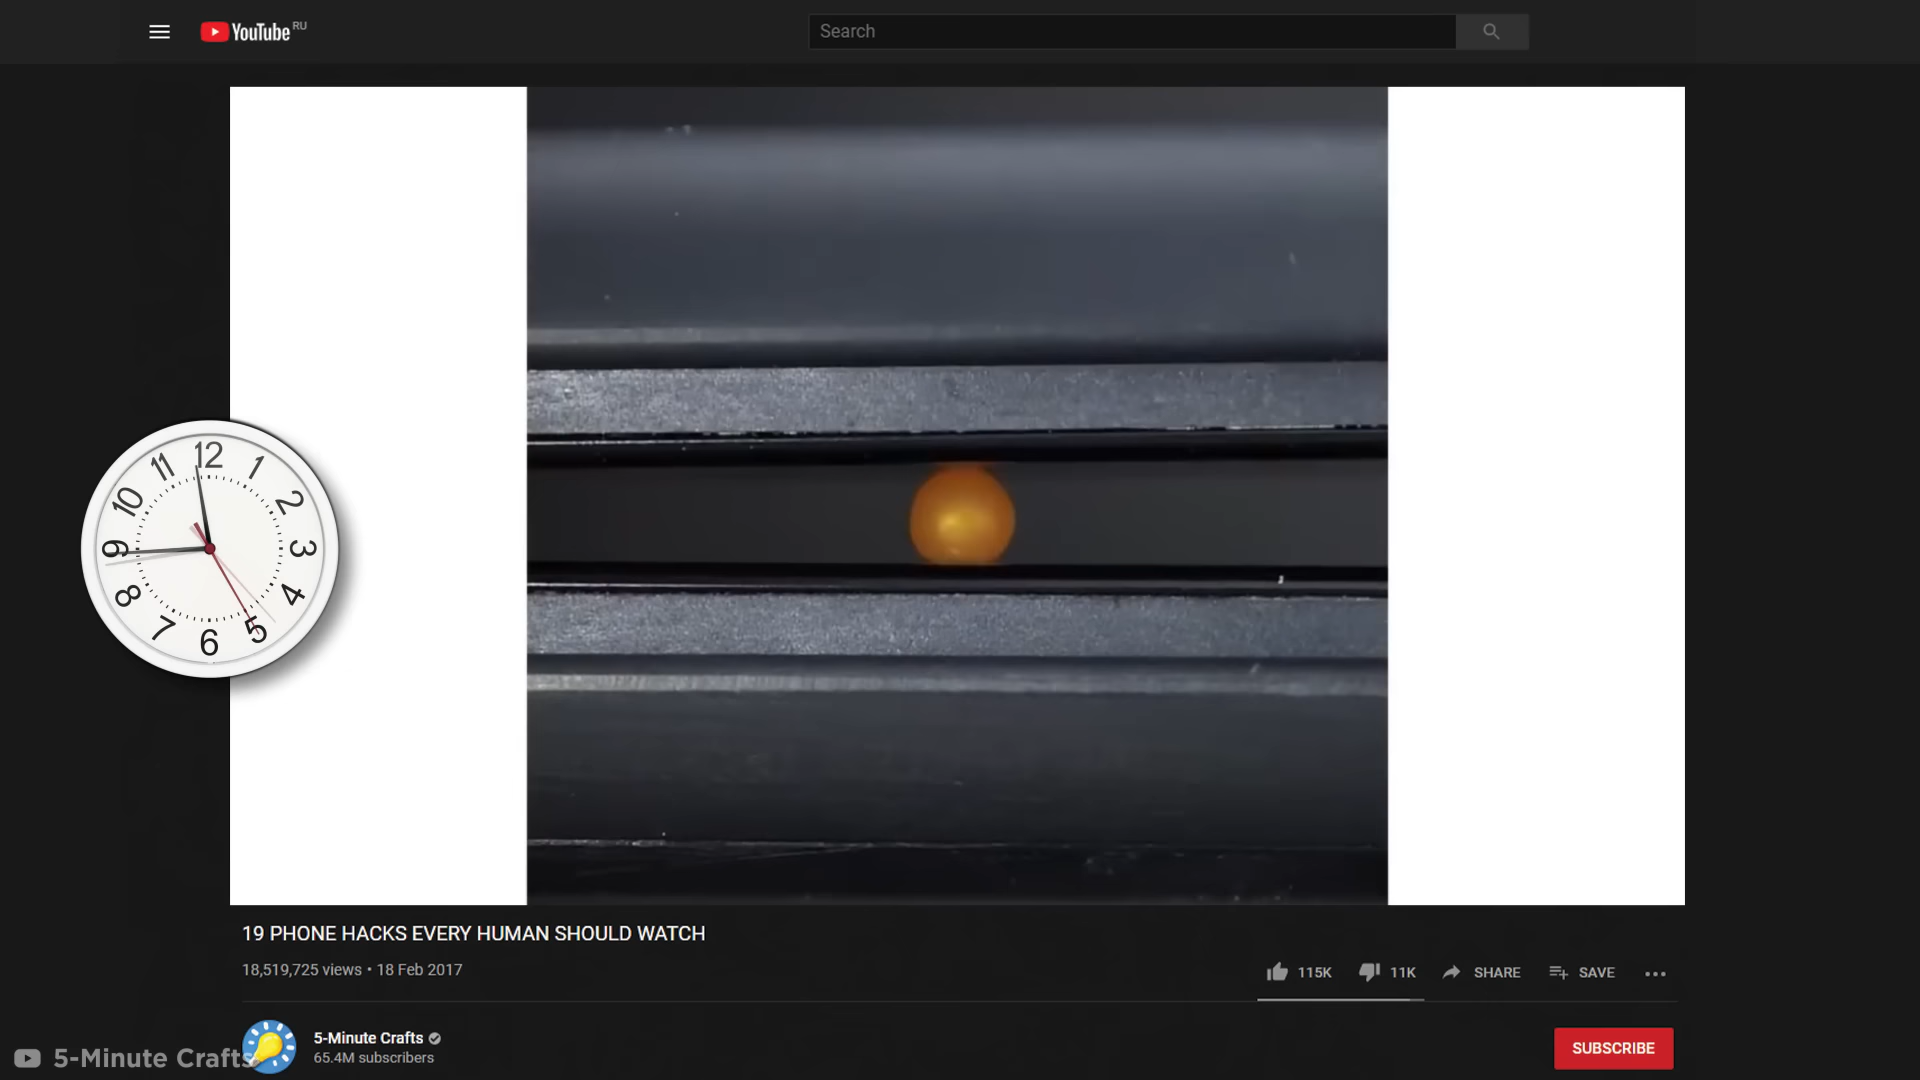 YouTube RU
Search
12
11 1
10 2
9 3
8 4
7 5
6
19 PHONE HACKS EVERY HUMAN SHOULD WATCH
18,519,725 views • 18 Feb 2017
115K 11K SHARE SAVE
5-Minute Crafts
65.4M subscribers
SUBSCRIBE
5-Minute Crafts